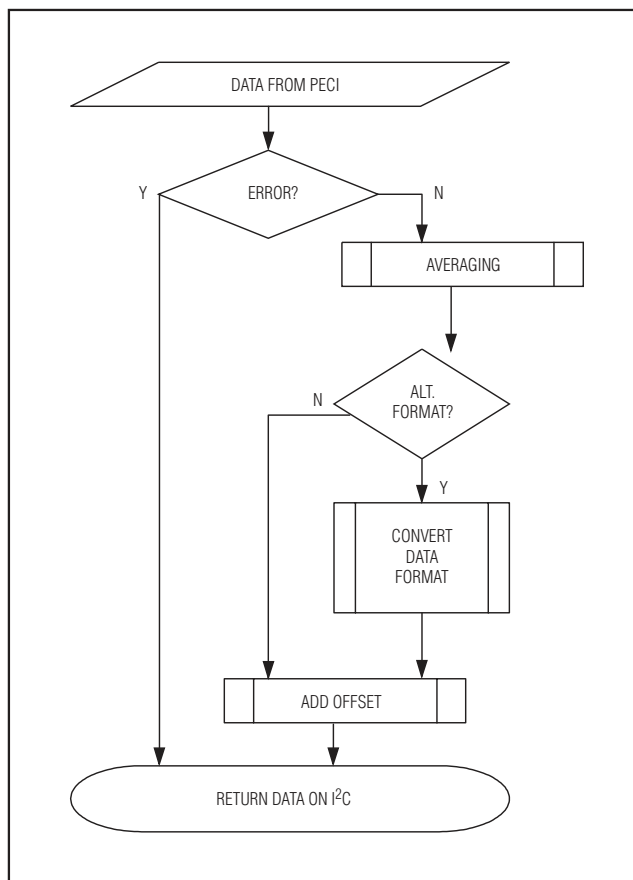 DATA FROM PECI
Y
ERROR?
N
AVERAGING
N
ALT.
FORMAT?
Y
CONVERT
DATA
FORMAT
ADD OFFSET
RETURN DATA ON I²C